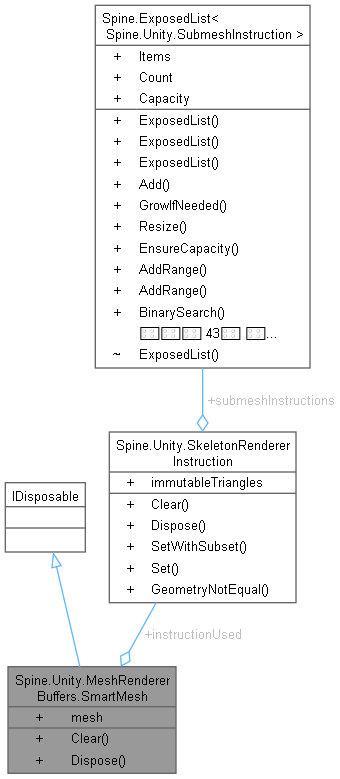 Spine.ExposedList<
Spine.Unity.SubmeshInstruction >
+ Items
+ Count
+ Capacity
+ ExposedList()
+ ExposedList()
+ ExposedList()
+ Add()
+ GrowIfNeeded()
+ Resize()
+ EnsureCapacity()
+ AddRange()
+ AddRange()
+ BinarySearch()
43 ...
~ ExposedList()
+submeshInstructions
Spine.Unity.SkeletonRenderer
Instruction
+ immutableTriangles
+ Clear()
+ Dispose()
+ SetWithSubset()
+ Set()
+ GeometryNotEqual()
IDisposable
+instructionUsed
Spine.Unity.MeshRenderer
Buffers.SmartMesh
+ mesh
+ Clear()
+ Dispose()